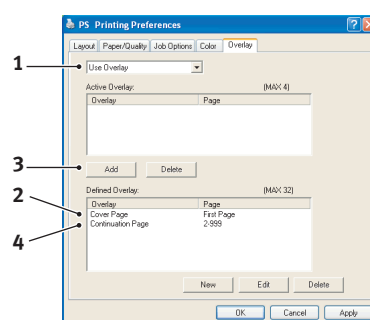 PS Printing Preferences
Layout Paper/Quality Job Options Color Overlay
1
Use Overlay
Active Overlay: (MAX 4)
Overlay Page
3
Add Delete
Defined Overlay: (MAX 32)
Overlay Page
2
Cover Page First Page
4
Continuation Page 2-999
New Edit Delete
OK Cancel Apply